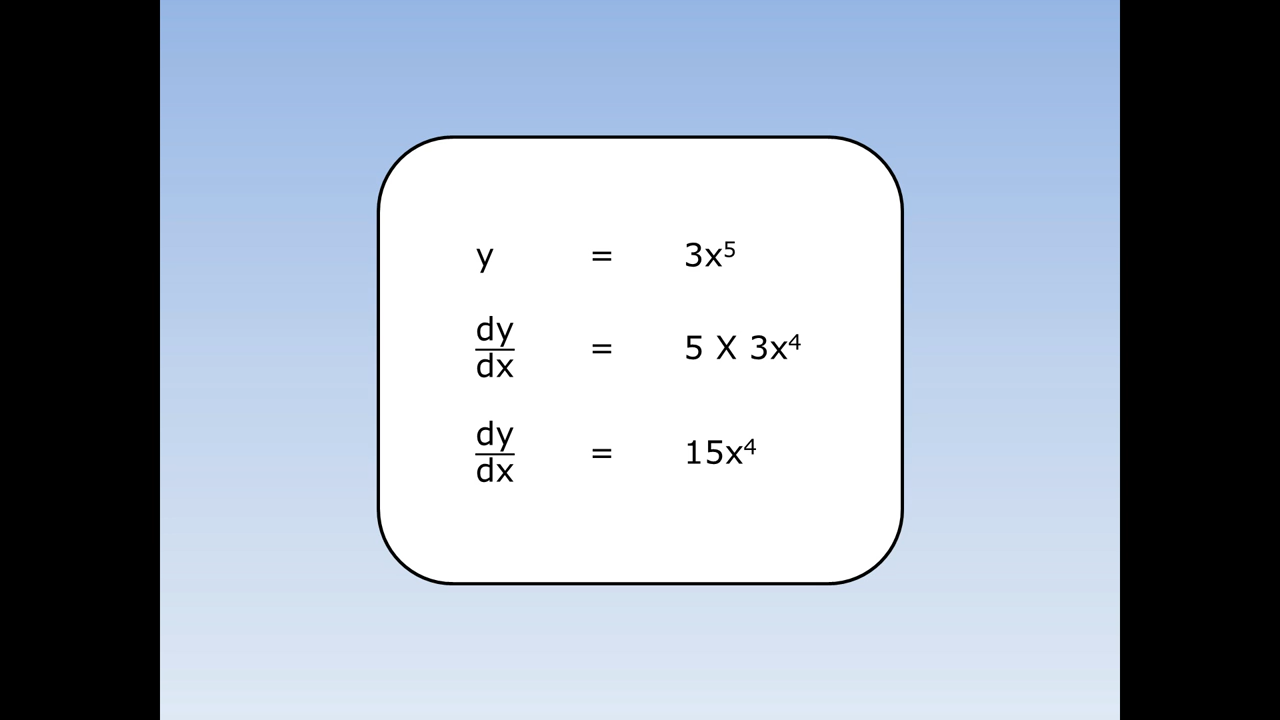 y = 3x⁵
dy/dx = 5 X 3x⁴
dy/dx = 15x⁴